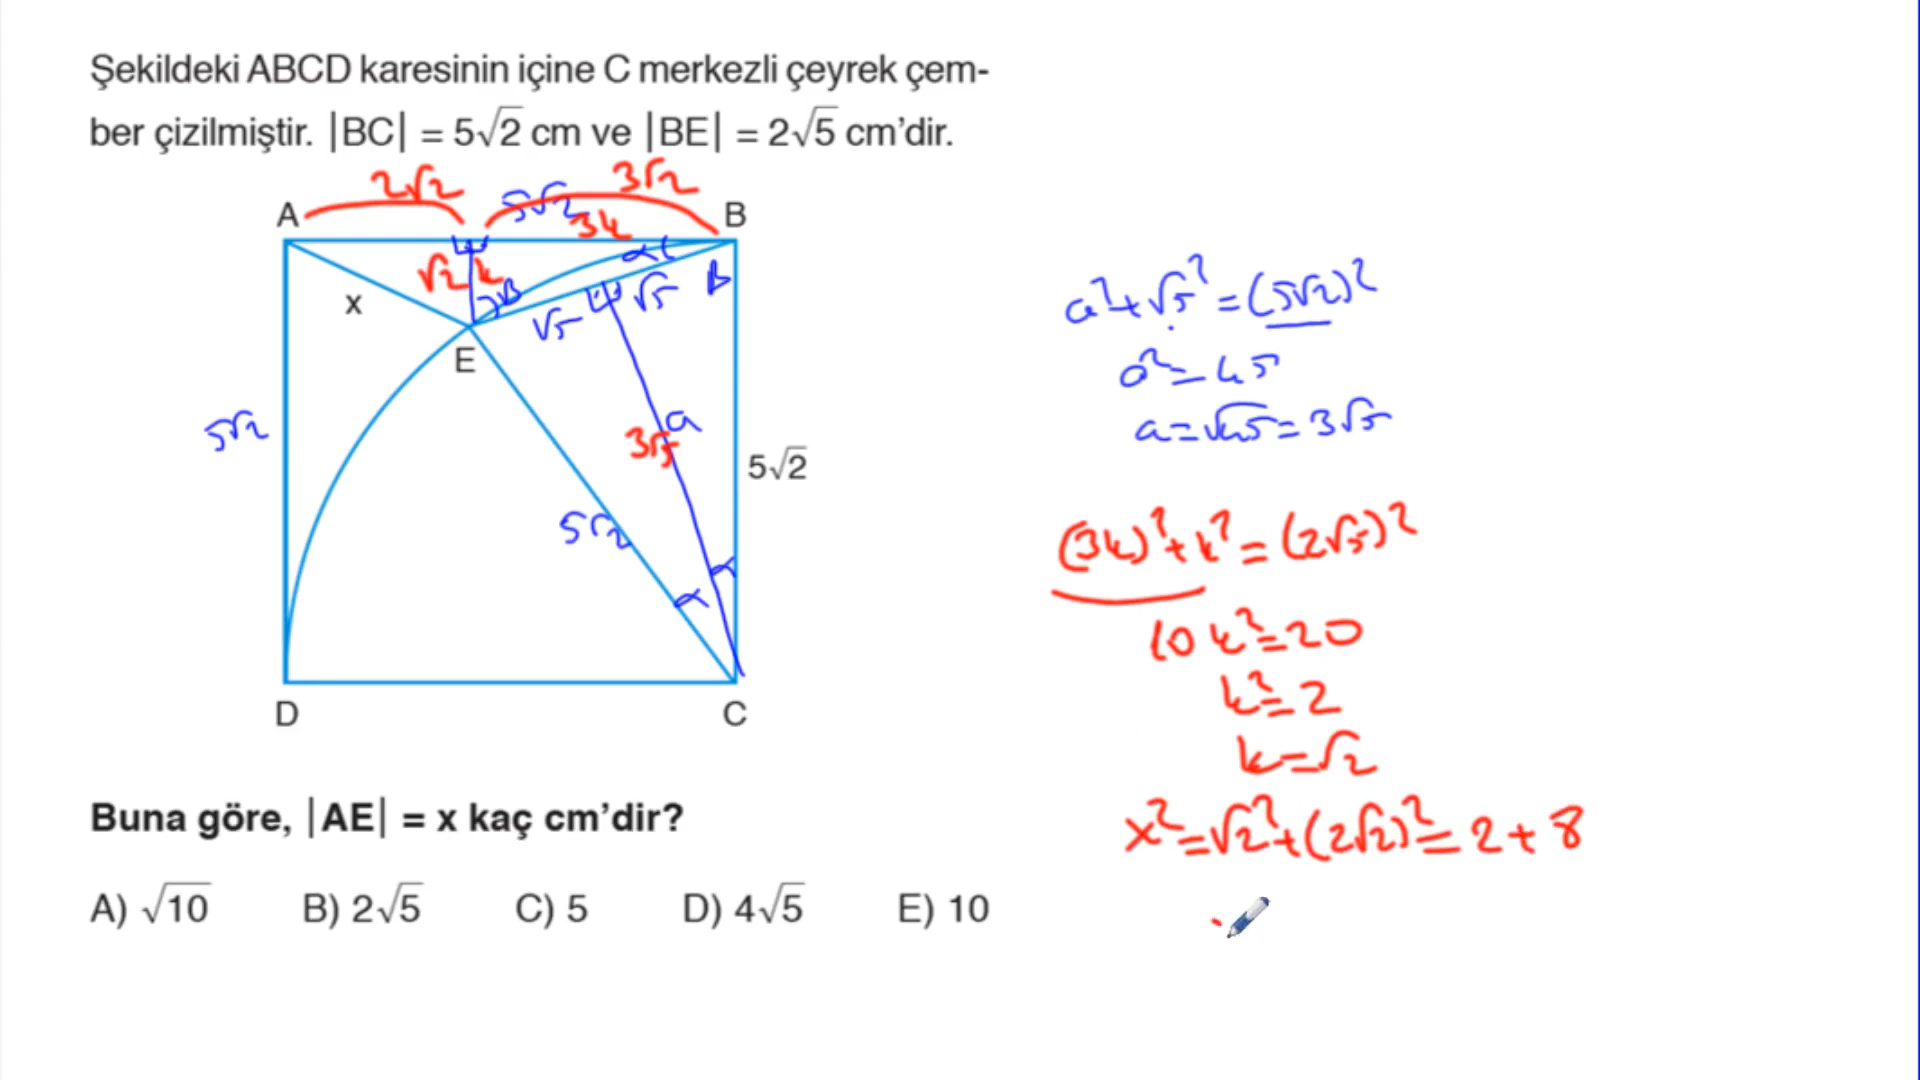 Şekildeki ABCD karesinin içine C merkezli çeyrek çem-
ber çizilmiştir. |BC| = 5√2 cm ve |BE| = 2√5 cm'dir.
2√2
3√2
5√2
A
3k
B
√2
k
α
β
β
x
√5
√5
E
a
5√2
3√5
5√2
5√2
α
α
D
C
a²+√5²=(5√2)²
a²=45
a=√45=3√5
(3k)²+k²=(2√5)²
10k²=20
k²=2
k=√2
x²=√2²+(2√2)²=2+8
Buna göre, |AE| = x kaç cm'dir?
A) √10 B) 2√5 C) 5 D) 4√5 E) 10